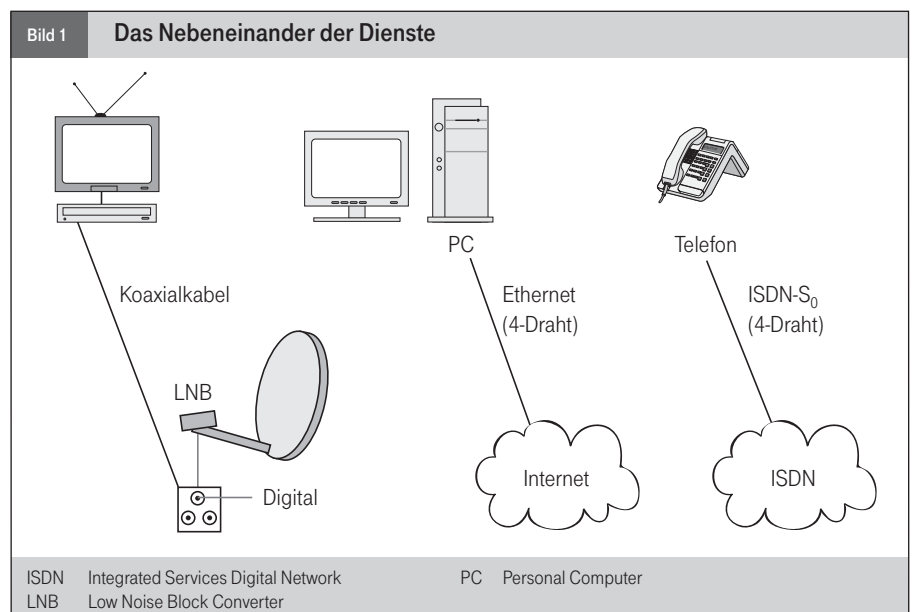 Bild 1 Das Nebeneinander der Dienste
PC
Telefon
Koaxialkabel
Ethernet
(4-Draht)
ISDN-S₀
(4-Draht)
LNB
Internet
ISDN
Digital
ISDN Integrated Services Digital Network
LNB Low Noise Block Converter
PC Personal Computer